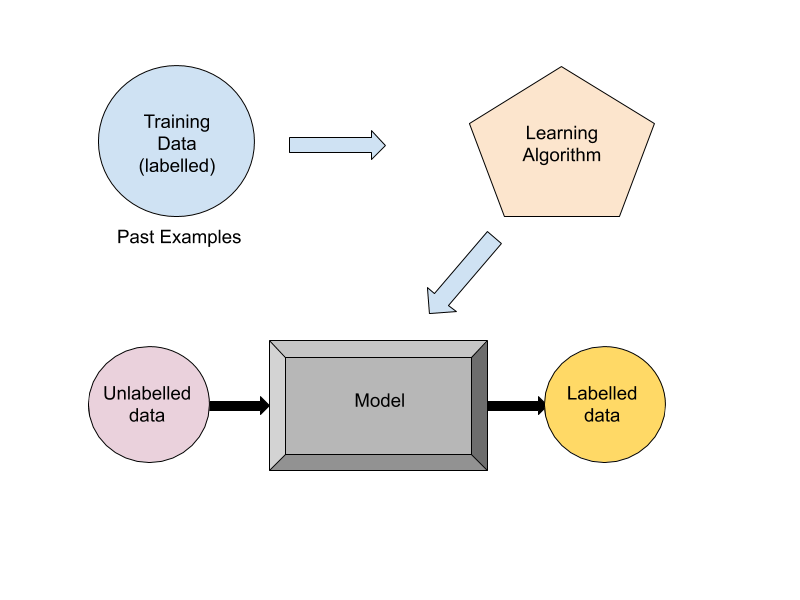 Training
Data
(labelled)
Learning
Algorithm
Past Examples
Unlabelled
data
Model
Labelled
data